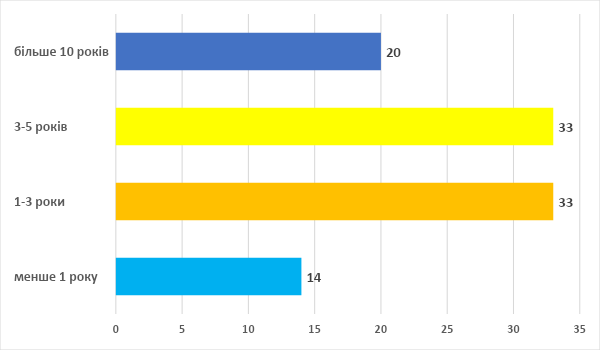 більше 10 років 20
3-5 років 33
1-3 роки 33
менше 1 року 14
0 5 10 15 20 25 30 35